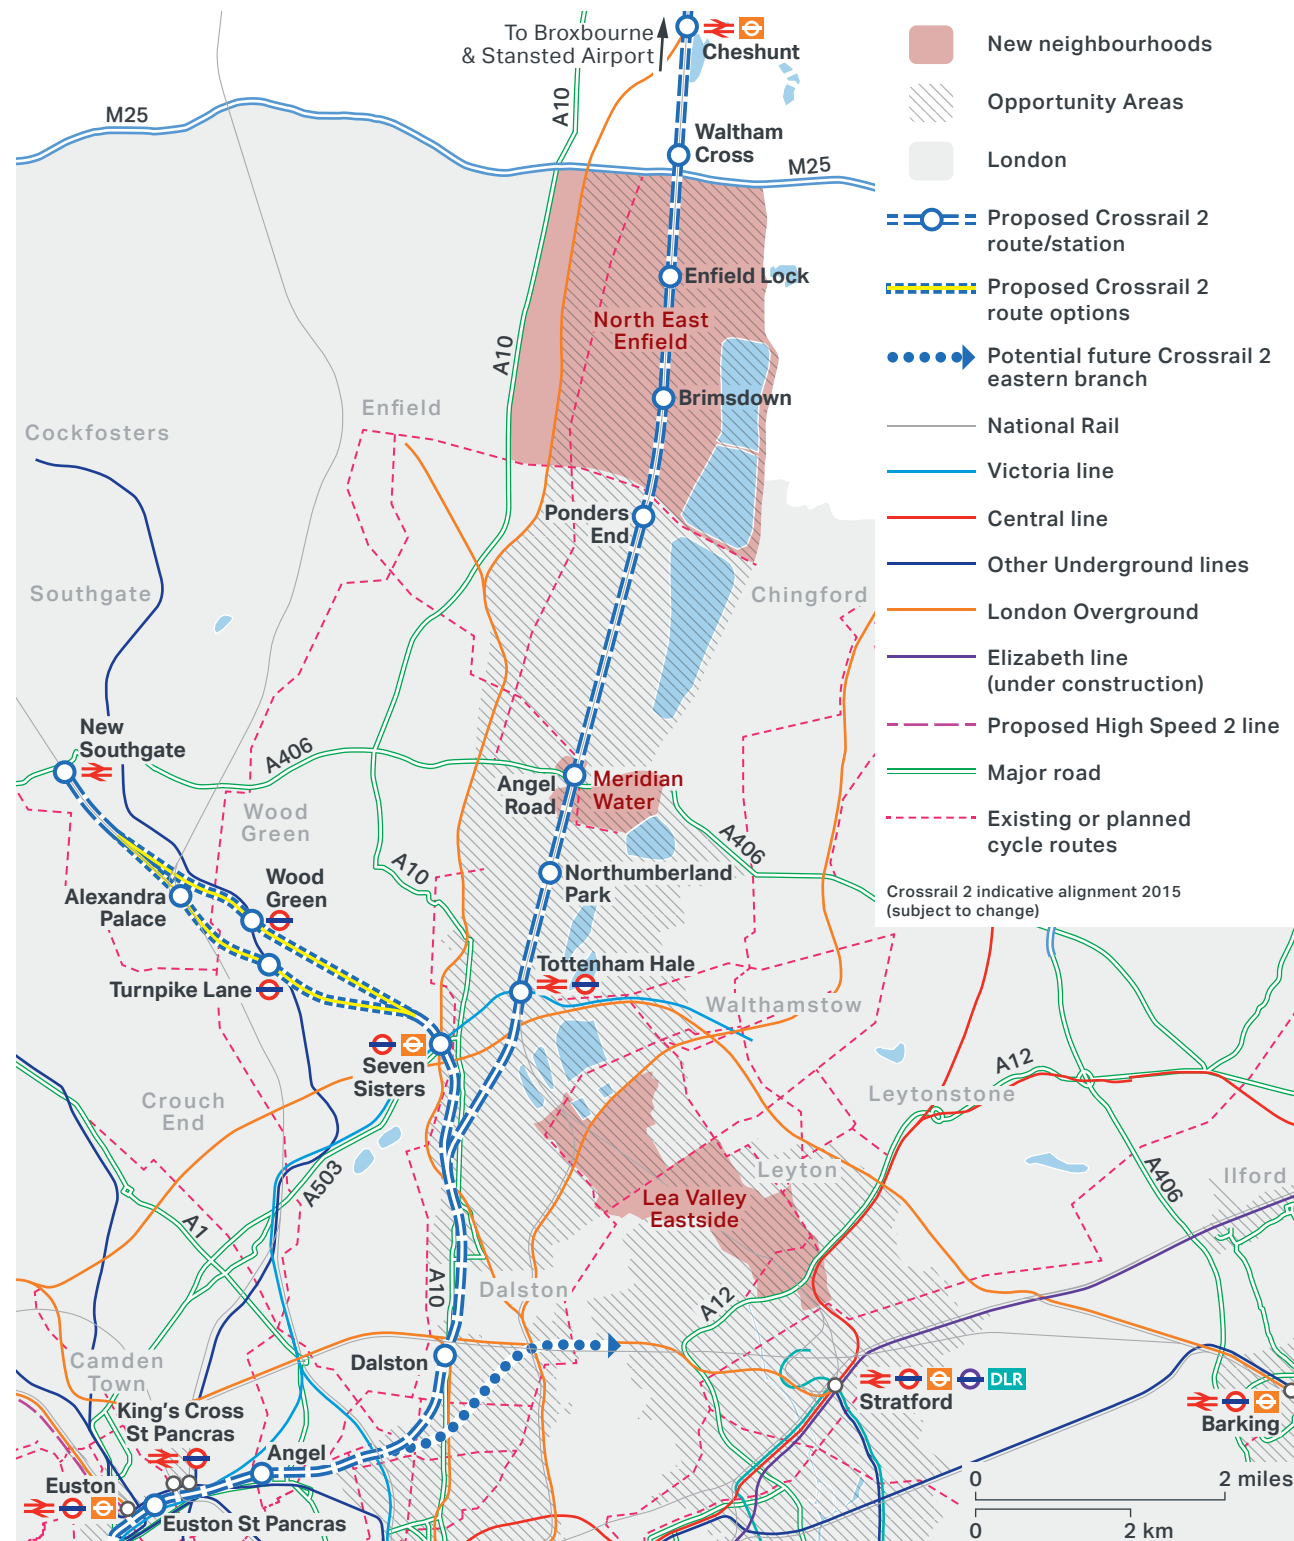 To Broxbourne
& Stansted Airport
Cheshunt
A10
M25
Waltham
Cross
M25
Enfield Lock
North East
Enfield
A10
Brimsdown
Enfield
Cockfosters
Ponders
End
Southgate
Chingford
New
Southgate
A406
Angel
Road
Meridian
Water
Wood
Green
A406
A10
Northumberland
Park
Wood
Green
Alexandra
Palace
Tottenham Hale
Turnpike Lane
Walthamstow
Seven
Sisters
A12
Leytonstone
Crouch
End
A503
Leyton
A406
Ilford
Lea Valley
Eastside
A1
A10
Dalston
A12
Dalston
Camden
Town
King's Cross
St Pancras
DLR
Stratford
Barking
Angel
Euston
Euston St Pancras
New neighbourhoods
Opportunity Areas
London
Proposed Crossrail 2
route/station
Proposed Crossrail 2
route options
Potential future Crossrail 2
eastern branch
National Rail
Victoria line
Central line
Other Underground lines
London Overground
Elizabeth line
(under construction)
Proposed High Speed 2 line
Major road
Existing or planned
cycle routes
Crossrail 2 indicative alignment 2015
(subject to change)
0
2 miles
0
2 km